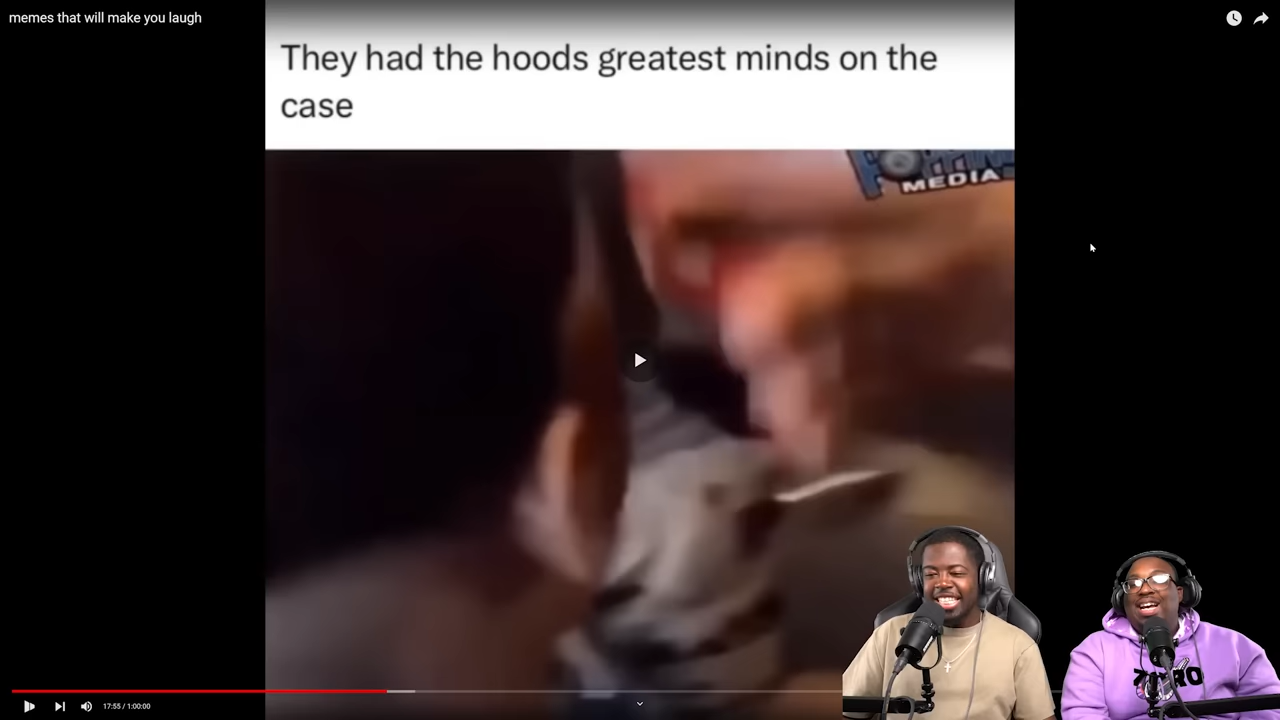 memes that will make you laugh
They had the hoods greatest minds on the
case
MEDIA
17:55 / 1:00:00